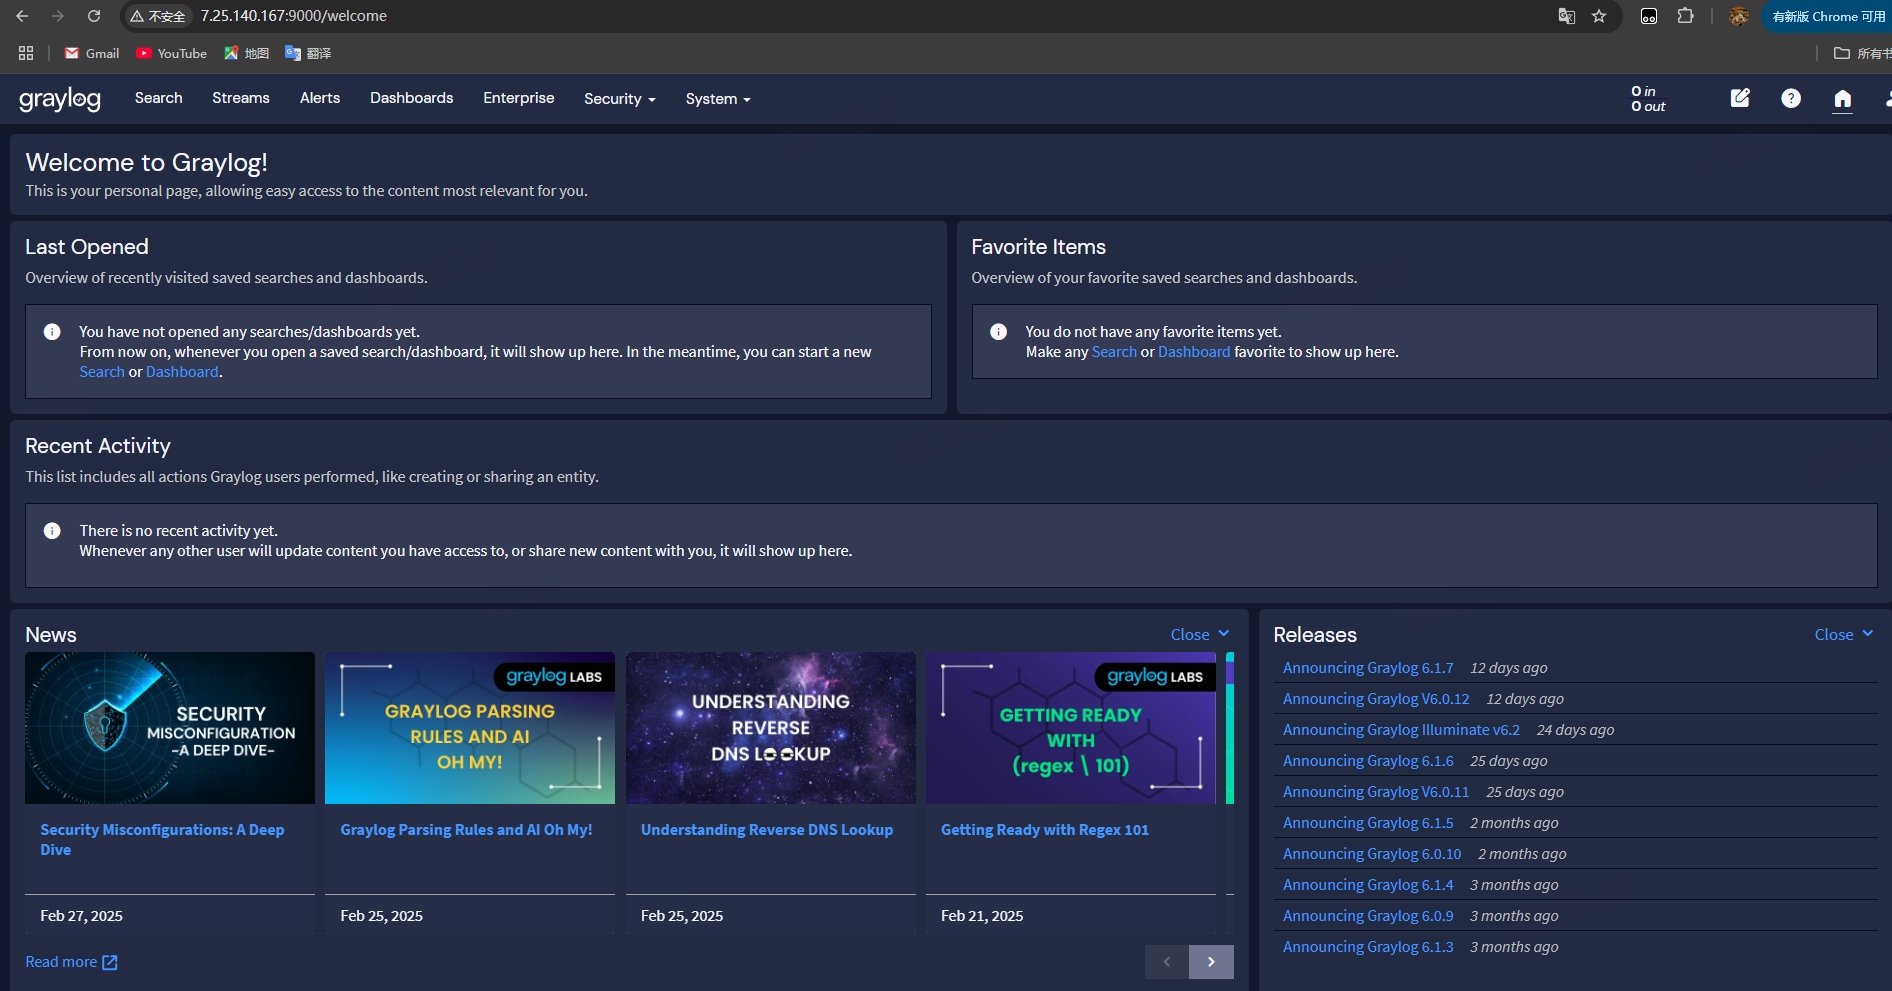 不安全 7.25.140.167:9000/welcome 有新版 Chrome 可用
Gmail YouTube 地图 翻译
graylog Search Streams Alerts Dashboards Enterprise Security System
0 in
0 out
Welcome to Graylog!
This is your personal page, allowing easy access to the content most relevant for you.
Last Opened
Overview of recently visited saved searches and dashboards.
You have not opened any searches/dashboards yet.
From now on, whenever you open a saved search/dashboard, it will show up here. In the meantime, you can start a new
Search or Dashboard.
Favorite Items
Overview of your favorite saved searches and dashboards.
You do not have any favorite items yet.
Make any Search or Dashboard favorite to show up here.
Recent Activity
This list includes all actions Graylog users performed, like creating or sharing an entity.
There is no recent activity yet.
Whenever any other user will update content you have access to, or share new content with you, it will show up here.
News
Close
SECURITY
MISCONFIGURATION
-A DEEP DIVE-
Security Misconfigurations: A Deep
Dive
Feb 27, 2025
graylog LABS
GRAYLOG PARSING
RULES AND AI
OH MY!
Graylog Parsing Rules and AI Oh My!
Feb 25, 2025
UNDERSTANDING
REVERSE
DNS LOOKUP
Understanding Reverse DNS Lookup
Feb 25, 2025
graylog LABS
GETTING READY
WITH
(regex \ 101)
Getting Ready with Regex 101
Feb 21, 2025
Read more
Releases
Close
Announcing Graylog 6.1.7 12 days ago
Announcing Graylog V6.0.12 12 days ago
Announcing Graylog Illuminate v6.2 24 days ago
Announcing Graylog 6.1.6 25 days ago
Announcing Graylog V6.0.11 25 days ago
Announcing Graylog 6.1.5 2 months ago
Announcing Graylog 6.0.10 2 months ago
Announcing Graylog 6.1.4 3 months ago
Announcing Graylog 6.0.9 3 months ago
Announcing Graylog 6.1.3 3 months ago